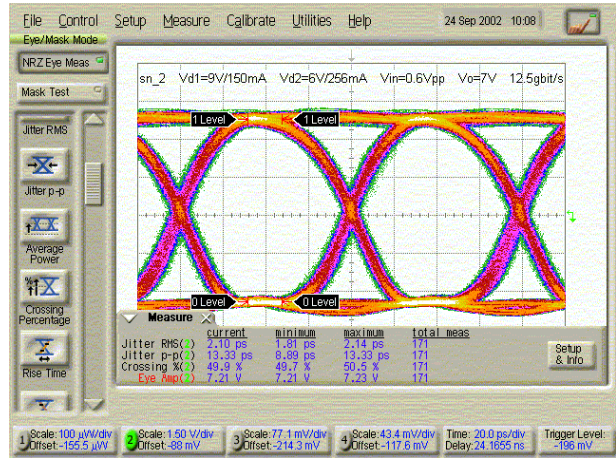 File Control Setup Measure Calibrate Utilities Help 24 Sep 2002 10:08
Eye/Mask Mode
NRZ Eye Meas
Mask Test
Jitter RMS
Jitter p-p
Average
Power
Crossing
Percentage
Rise Time
sn_2 Vd1=9V/150mA Vd2=6V/256mA Vin=0.6Vpp Vo=7V 12.5gbit/s
1 Level 1 Level
0 Level 0 Level
Measure
current minimum maximum total meas
Jitter RMS(2) 2.10 ps 1.81 ps 2.14 ps 171
Jitter p-p(2) 13.33 ps 8.89 ps 13.33 ps 171
Crossing %(2) 49.9 % 49.7 % 50.5 % 171
Eye Amp(2) 7.21 V 7.21 V 7.23 V 171
Setup
& Info
1 Scale: 100 µW/div
Offset:-155.5 µW
2 Scale: 1.50 V/div
Offset:-88 mV
3 Scale:77.1 mV/div
Offset:-214.3 mV
4 Scale:43.4 mV/div
Offset:-117.6 mV
Time: 20.0 ps/div
Delay:24.1655 ns
Trigger Level:
-196 mV